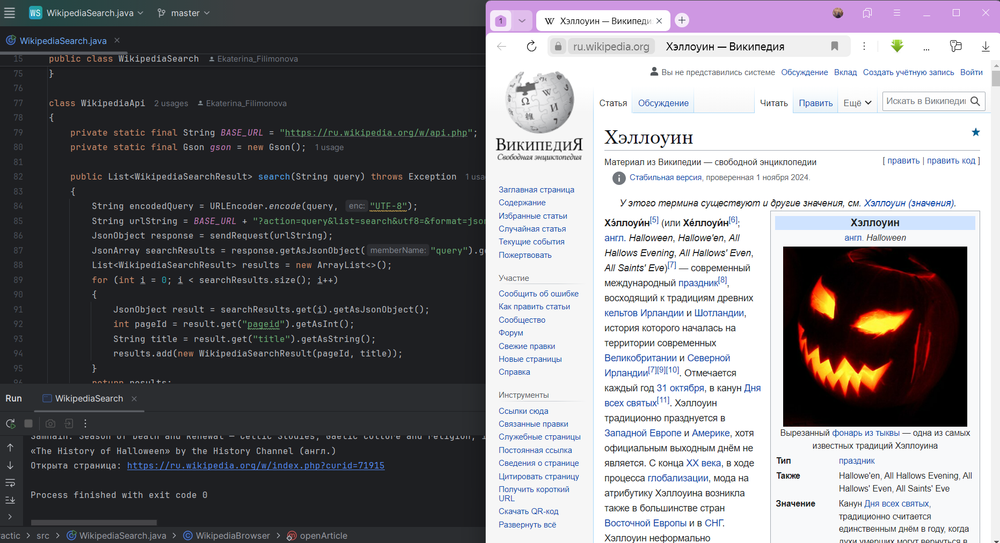 WS WikipediaSearch.java master
WikipediaSearch.java
15 public class WikipediaSearch Ekaterina_Filimonova
75 }
76
77 class WikipediaApi 2 usages Ekaterina_Filimonova
78 {
79 private static final String BASE_URL = "https://ru.wikipedia.org/w/api.php";
80 private static final Gson gson = new Gson(); 1 usage
81
82 public List<WikipediaSearchResult> search(String query) throws Exception 1 usa
83 {
84 String encodedQuery = URLEncoder.encode(query, enc: "UTF-8");
85 String urlString = BASE_URL + "?action=query&list=search&utf8=&format=json
86 JsonObject response = sendRequest(urlString);
87 JsonArray searchResults = response.getAsJsonObject( memberName: "query").ge
88 List<WikipediaSearchResult> results = new ArrayList<>();
89 for (int i = 0; i < searchResults.size(); i++)
90 {
91 JsonObject result = searchResults.get(i).getAsJsonObject();
92 int pageId = result.get("pageid").getAsInt();
93 String title = result.get("title").getAsString();
94 results.add(new WikipediaSearchResult(pageId, title));
95 }
96 return results;
Run WikipediaSearch
Samhain: Season of Death and Renewal — Celtic Studies, Gaelic Culture and religion,
«The History of Halloween» by the History Channel (англ.)
Открыта страница: https://ru.wikipedia.org/w/index.php?curid=71915
Process finished with exit code 0
ractic > src > WikipediaSearch.java > WikipediaBrowser > openArticle
1 W Хэллоуин — Википеди
ru.wikipedia.org Хэллоуин — Википедия
Вы не представились системе Обсуждение Вклад Создать учётную запись Войти
Статья Обсуждение Читать Править Ещё Искать в Википеди
ВикипедиЯ
Свободная энциклопедия
Заглавная страница
Содержание
Избранные статьи
Случайная статья
Текущие события
Пожертвовать
Участие
Сообщить об ошибке
Как править статьи
Сообщество
Форум
Свежие правки
Новые страницы
Справка
Инструменты
Ссылки сюда
Связанные правки
Служебные страницы
Постоянная ссылка
Сведения о странице
Цитировать страницу
Получить короткий
URL
Скачать QR-код
Развернуть всё
Хэллоуин
Материал из Википедии — свободной энциклопедии [ править | править код ]
Стабильная версия, проверенная 1 ноября 2024.
У этого термина существуют и другие значения, см. Хэллоуин (значения).
Хэ́ллоуи́н[5] (или Хе́ллоуи́н[6];
англ. Halloween, Hallowe'en, All
Hallows Evening, All Hallows' Even,
All Saints' Eve)[7] — современный
международный праздник[8],
восходящий к традициям древних
кельтов Ирландии и Шотландии,
история которого началась на
территории современных
Великобритании и Северной
Ирландии[7][9][10]. Отмечается
каждый год 31 октября, в канун Дня
всех святых[11]. Хэллоуин
традиционно празднуется в
Западной Европе и Америке, хотя
официальным выходным днём не
является. С конца XX века, в ходе
процесса глобализации, мода на
атрибутику Хэллоуина возникла
также в большинстве стран
Восточной Европы и в СНГ.
Хэллоуин неформально
Хэллоуин
англ. Halloween
Вырезанный фонарь из тыквы — одна из самых
известных традиций Хэллоуина
Тип праздник
Также Hallowe'en, All Hallows Evening, All
Hallows' Even, All Saints' Eve
Значение Канун Дня всех святых,
традиционно считается
единственным днём в году, когда
духи умерших могут вернуться в